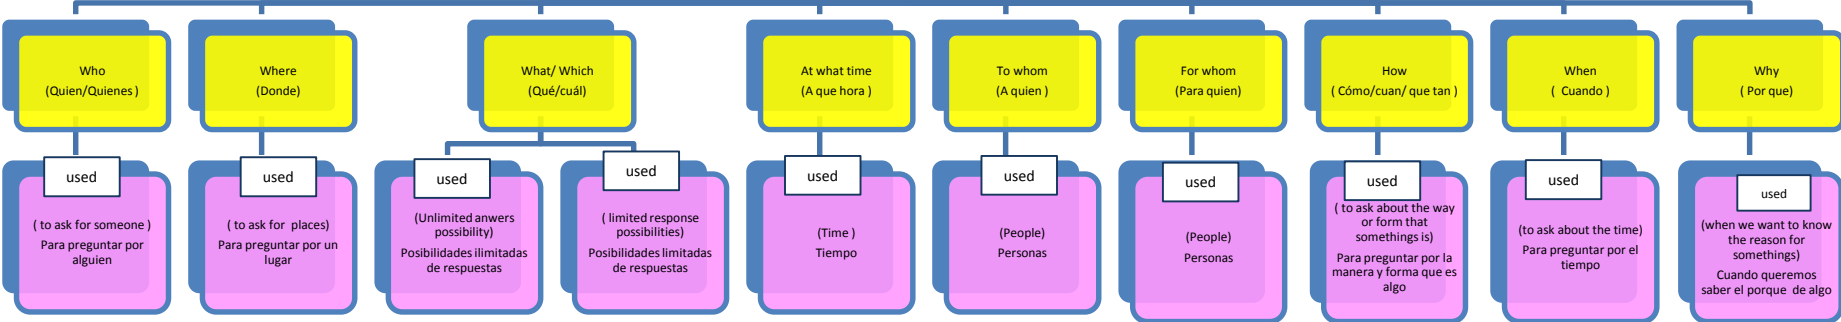 Who
(Quien/Quienes )
Where
(Donde)
What/ Which
(Qué/cuál)
At what time
(A que hora )
To whom
(A quien )
For whom
(Para quien)
How
( Cómo/cuan/ que tan )
When
( Cuando )
Why
( Por que)
used
( to ask for someone )
Para preguntar por
alguien
used
( to ask for places)
Para preguntar por un
lugar
used
(Unlimited anwers
possibility)
Posibilidades ilimitadas
de respuestas
used
( limited response
possibilities)
Posibilidades limitadas
de respuestas
used
(Time )
Tiempo
used
(People)
Personas
used
(People)
Personas
used
( to ask about the way
or form that
somethings is)
Para preguntar por la
manera y forma que es
algo
used
(to ask about the time)
Para preguntar por el
tiempo
used
(when we want to know
the reason for
somethings)
Cuando queremos
saber el porque de algo